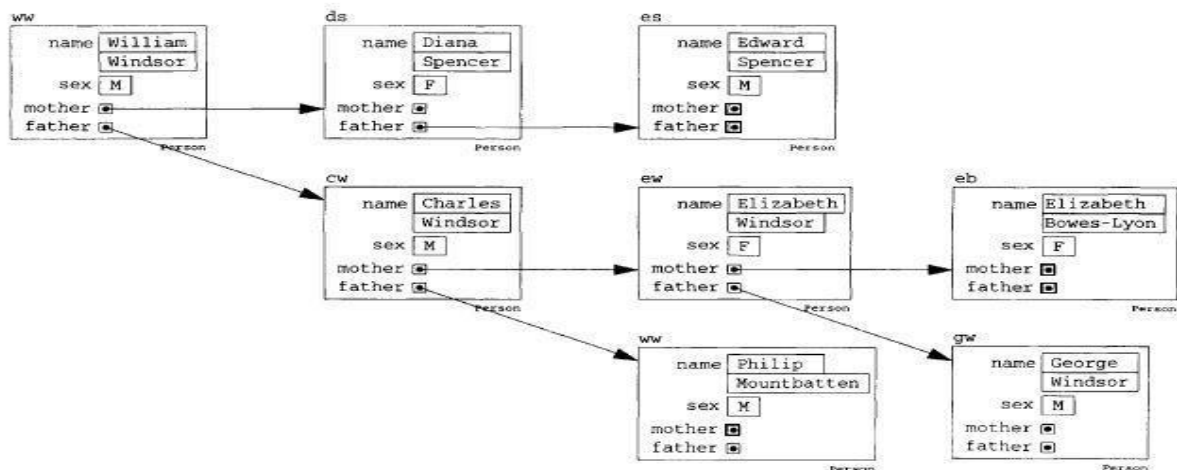 ww
name William
Windsor
sex M
mother
father
Person
ds
name Diana
Spencer
sex F
mother
father
Person
es
name Edward
Spencer
sex M
mother
father
Person
cw
name Charles
Windsor
sex M
mother
father
Person
ew
name Elizabeth
Windsor
sex F
mother
father
Person
eb
name Elizabeth
Bowes-Lyon
sex F
mother
father
Person
ww
name Philip
Mountbatten
sex M
mother
father
Person
gw
name George
Windsor
sex M
mother
father
Person